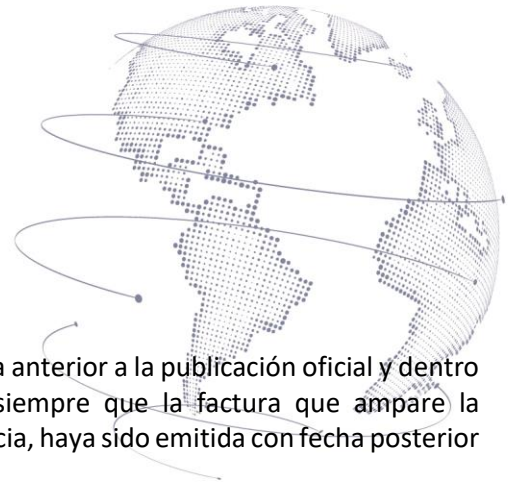 a anterior a la publicación oficial y dentro
siempre que la factura que ampare la
cia, haya sido emitida con fecha posterior